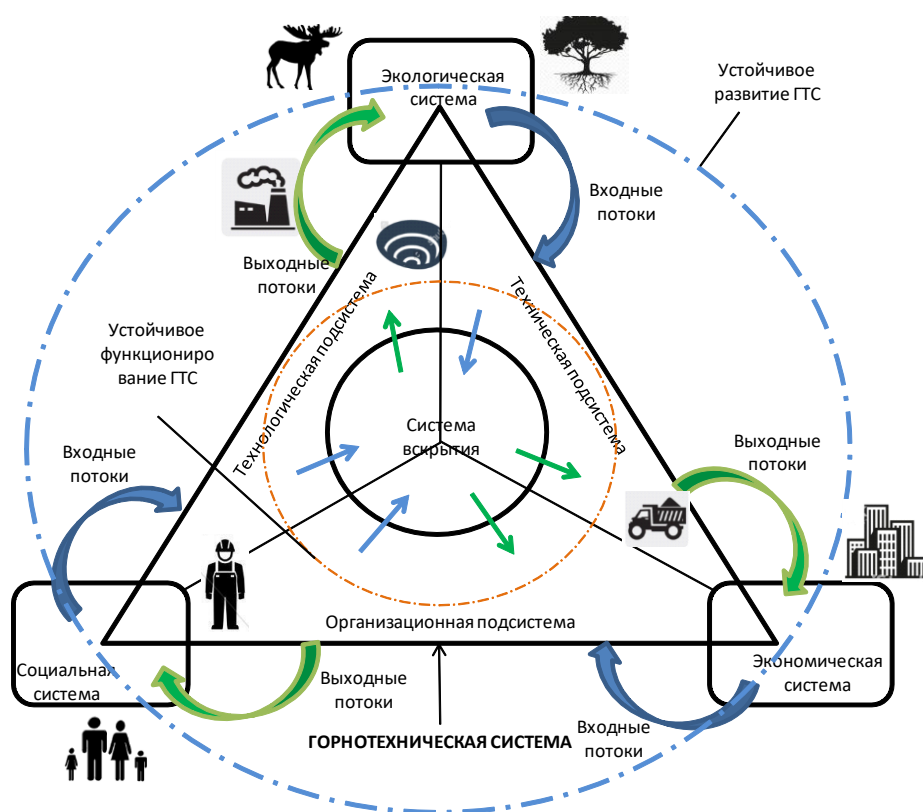 Экологическая
система
Устойчивое
развитие ГТС
Входные
потоки
Выходные
потоки
Технологическая подсистема
Техническая подсистема
Устойчивое
функциониро
вание ГТС
Система
вскрытия
Входные
потоки
Выходные
потоки
Организационная подсистема
Социальная
система
Выходные
потоки
Экономическая
система
Входные
потоки
ГОРНОТЕХНИЧЕСКАЯ СИСТЕМА